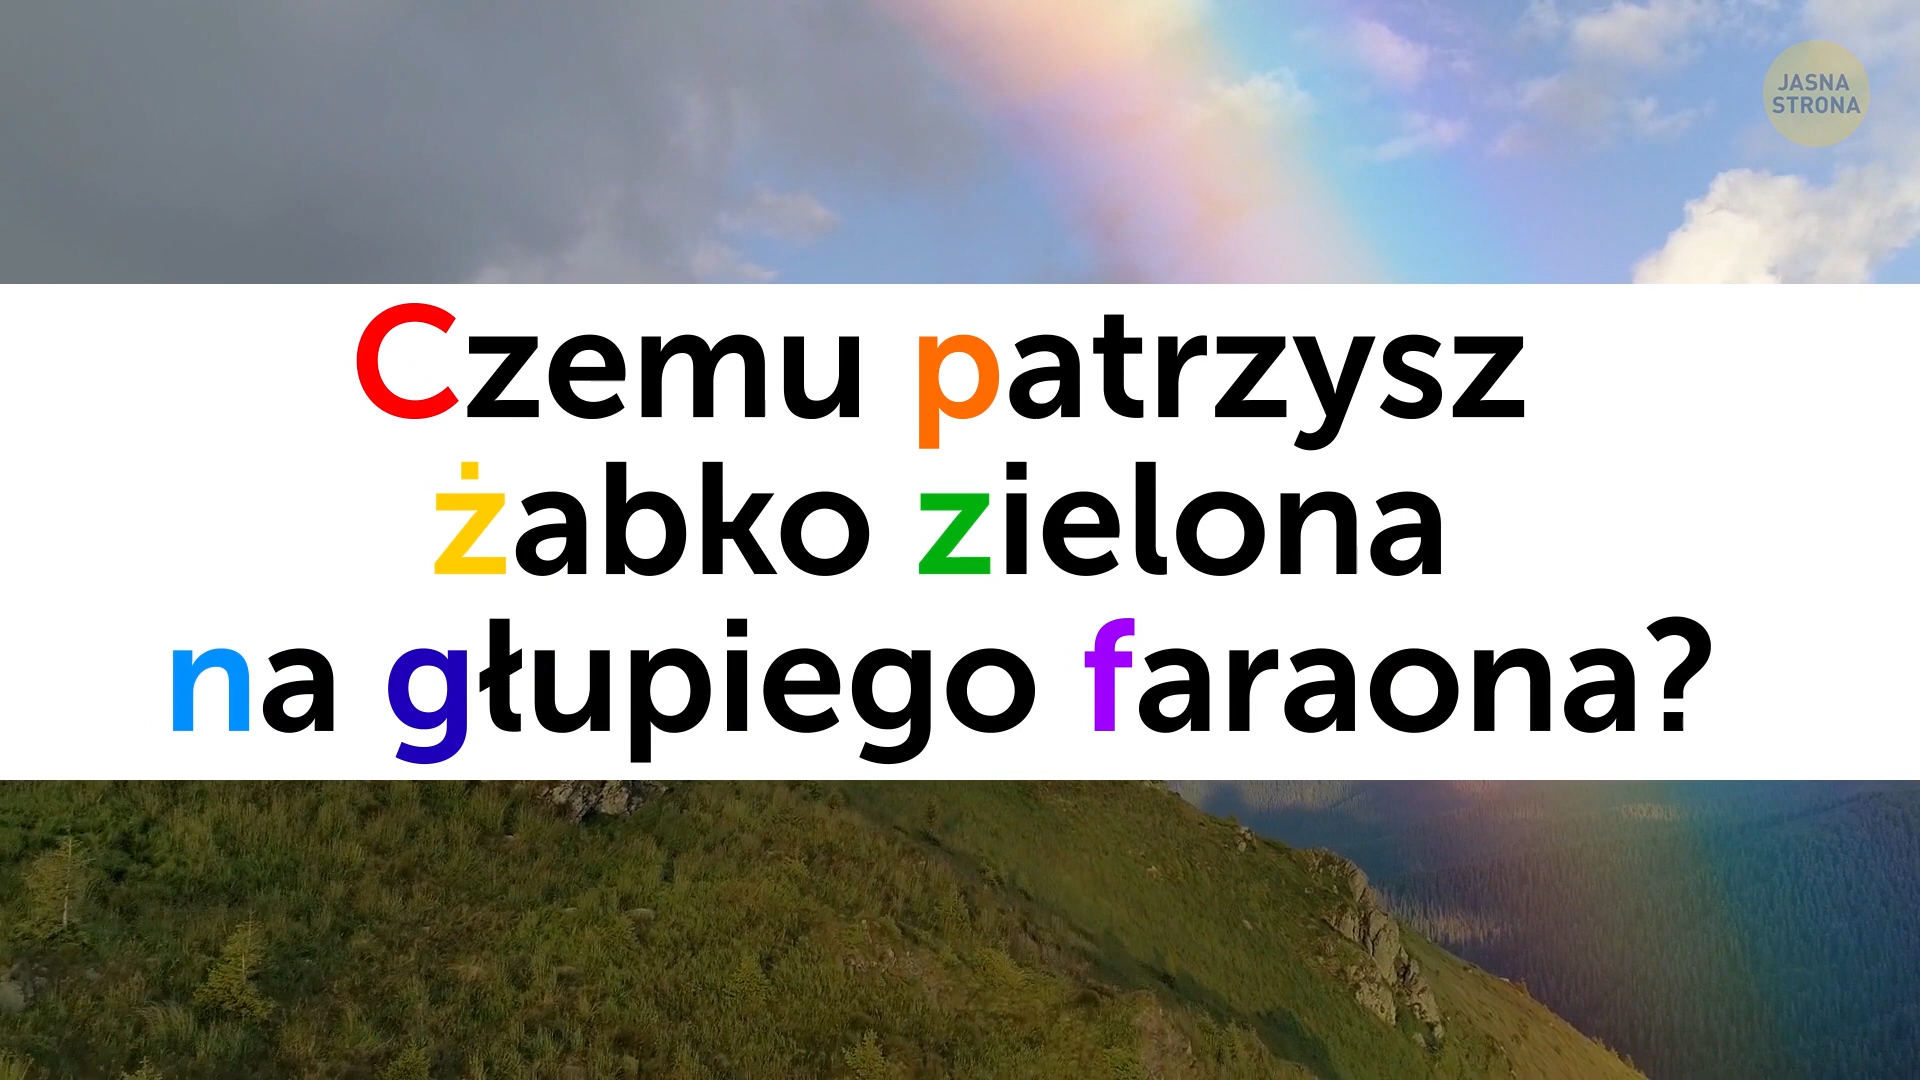 JASNA
STRONA
Czemu patrzysz
żabko zielona
na głupiego faraona?